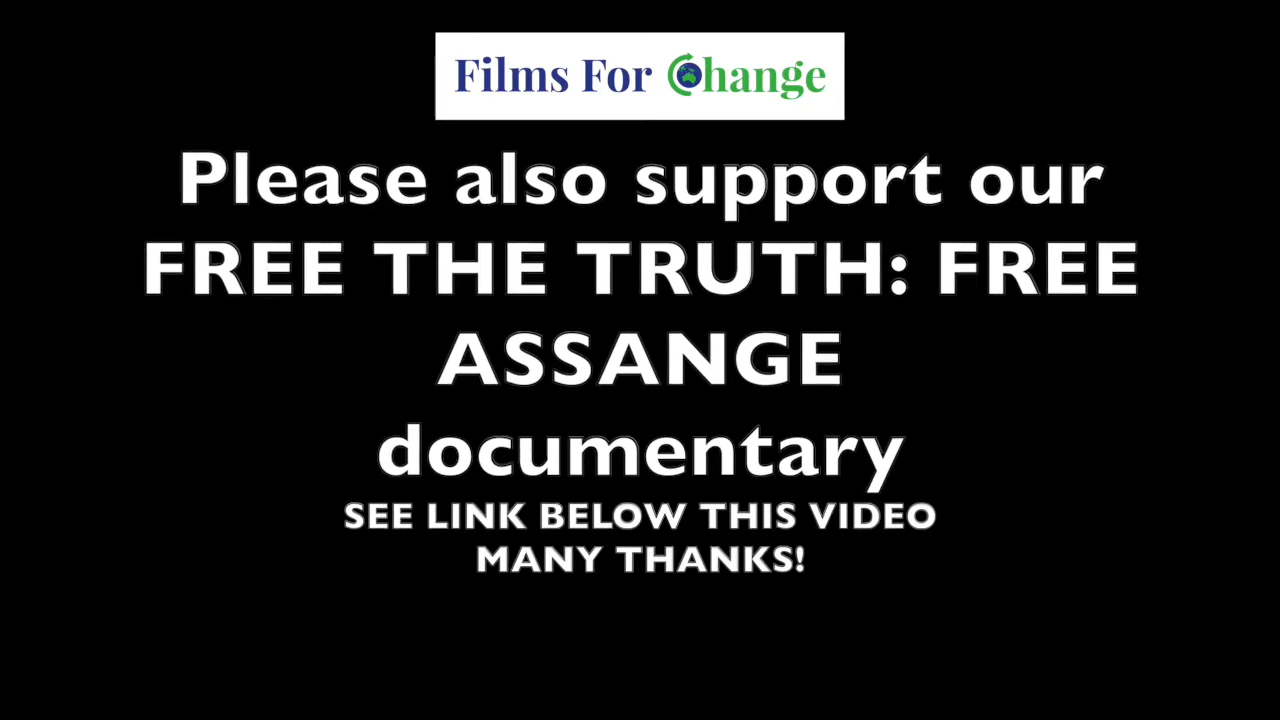 Films For Change
Please also support our
FREE THE TRUTH: FREE
ASSANGE
documentary
SEE LINK BELOW THIS VIDEO
MANY THANKS!